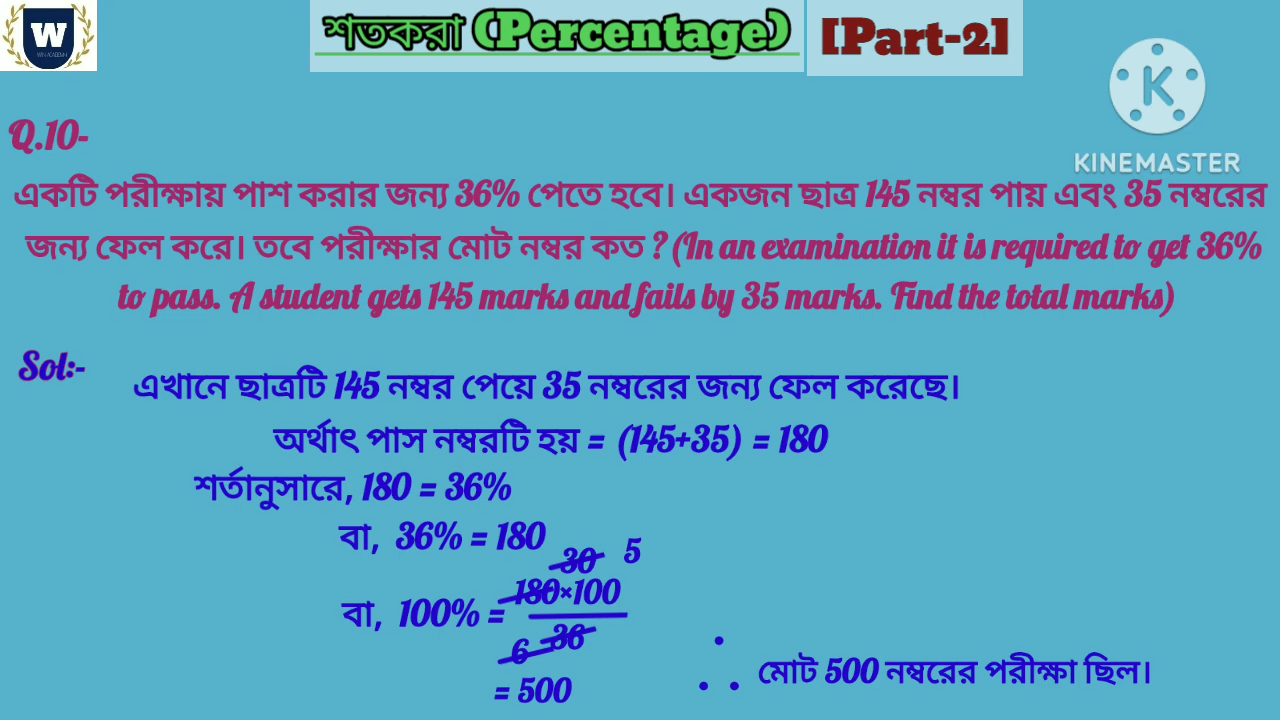 W
WIN ACADEMY
শতকরা (Percentage)
[Part-2]
K
KINEMASTER
Q.10-
একটি পরীক্ষায় পাশ করার জন্য 36% পেতে হবে। একজন ছাত্র 145 নম্বর পায় এবং 35 নম্বরের
জন্য ফেল করে। তবে পরীক্ষার মোট নম্বর কত ? (In an examination it is required to get 36%
to pass. A student gets 145 marks and fails by 35 marks. Find the total marks)
Sol:-
এখানে ছাত্রটি 145 নম্বর পেয়ে 35 নম্বরের জন্য ফেল করেছে।
অর্থাৎ পাস নম্বরটি হয় = (145+35) = 180
শর্তানুসারে, 180 = 36%
বা, 36% = 180
30 5
180×100
বা, 100% =
36
6
= 500
∴ মোট 500 নম্বরের পরীক্ষা ছিল।